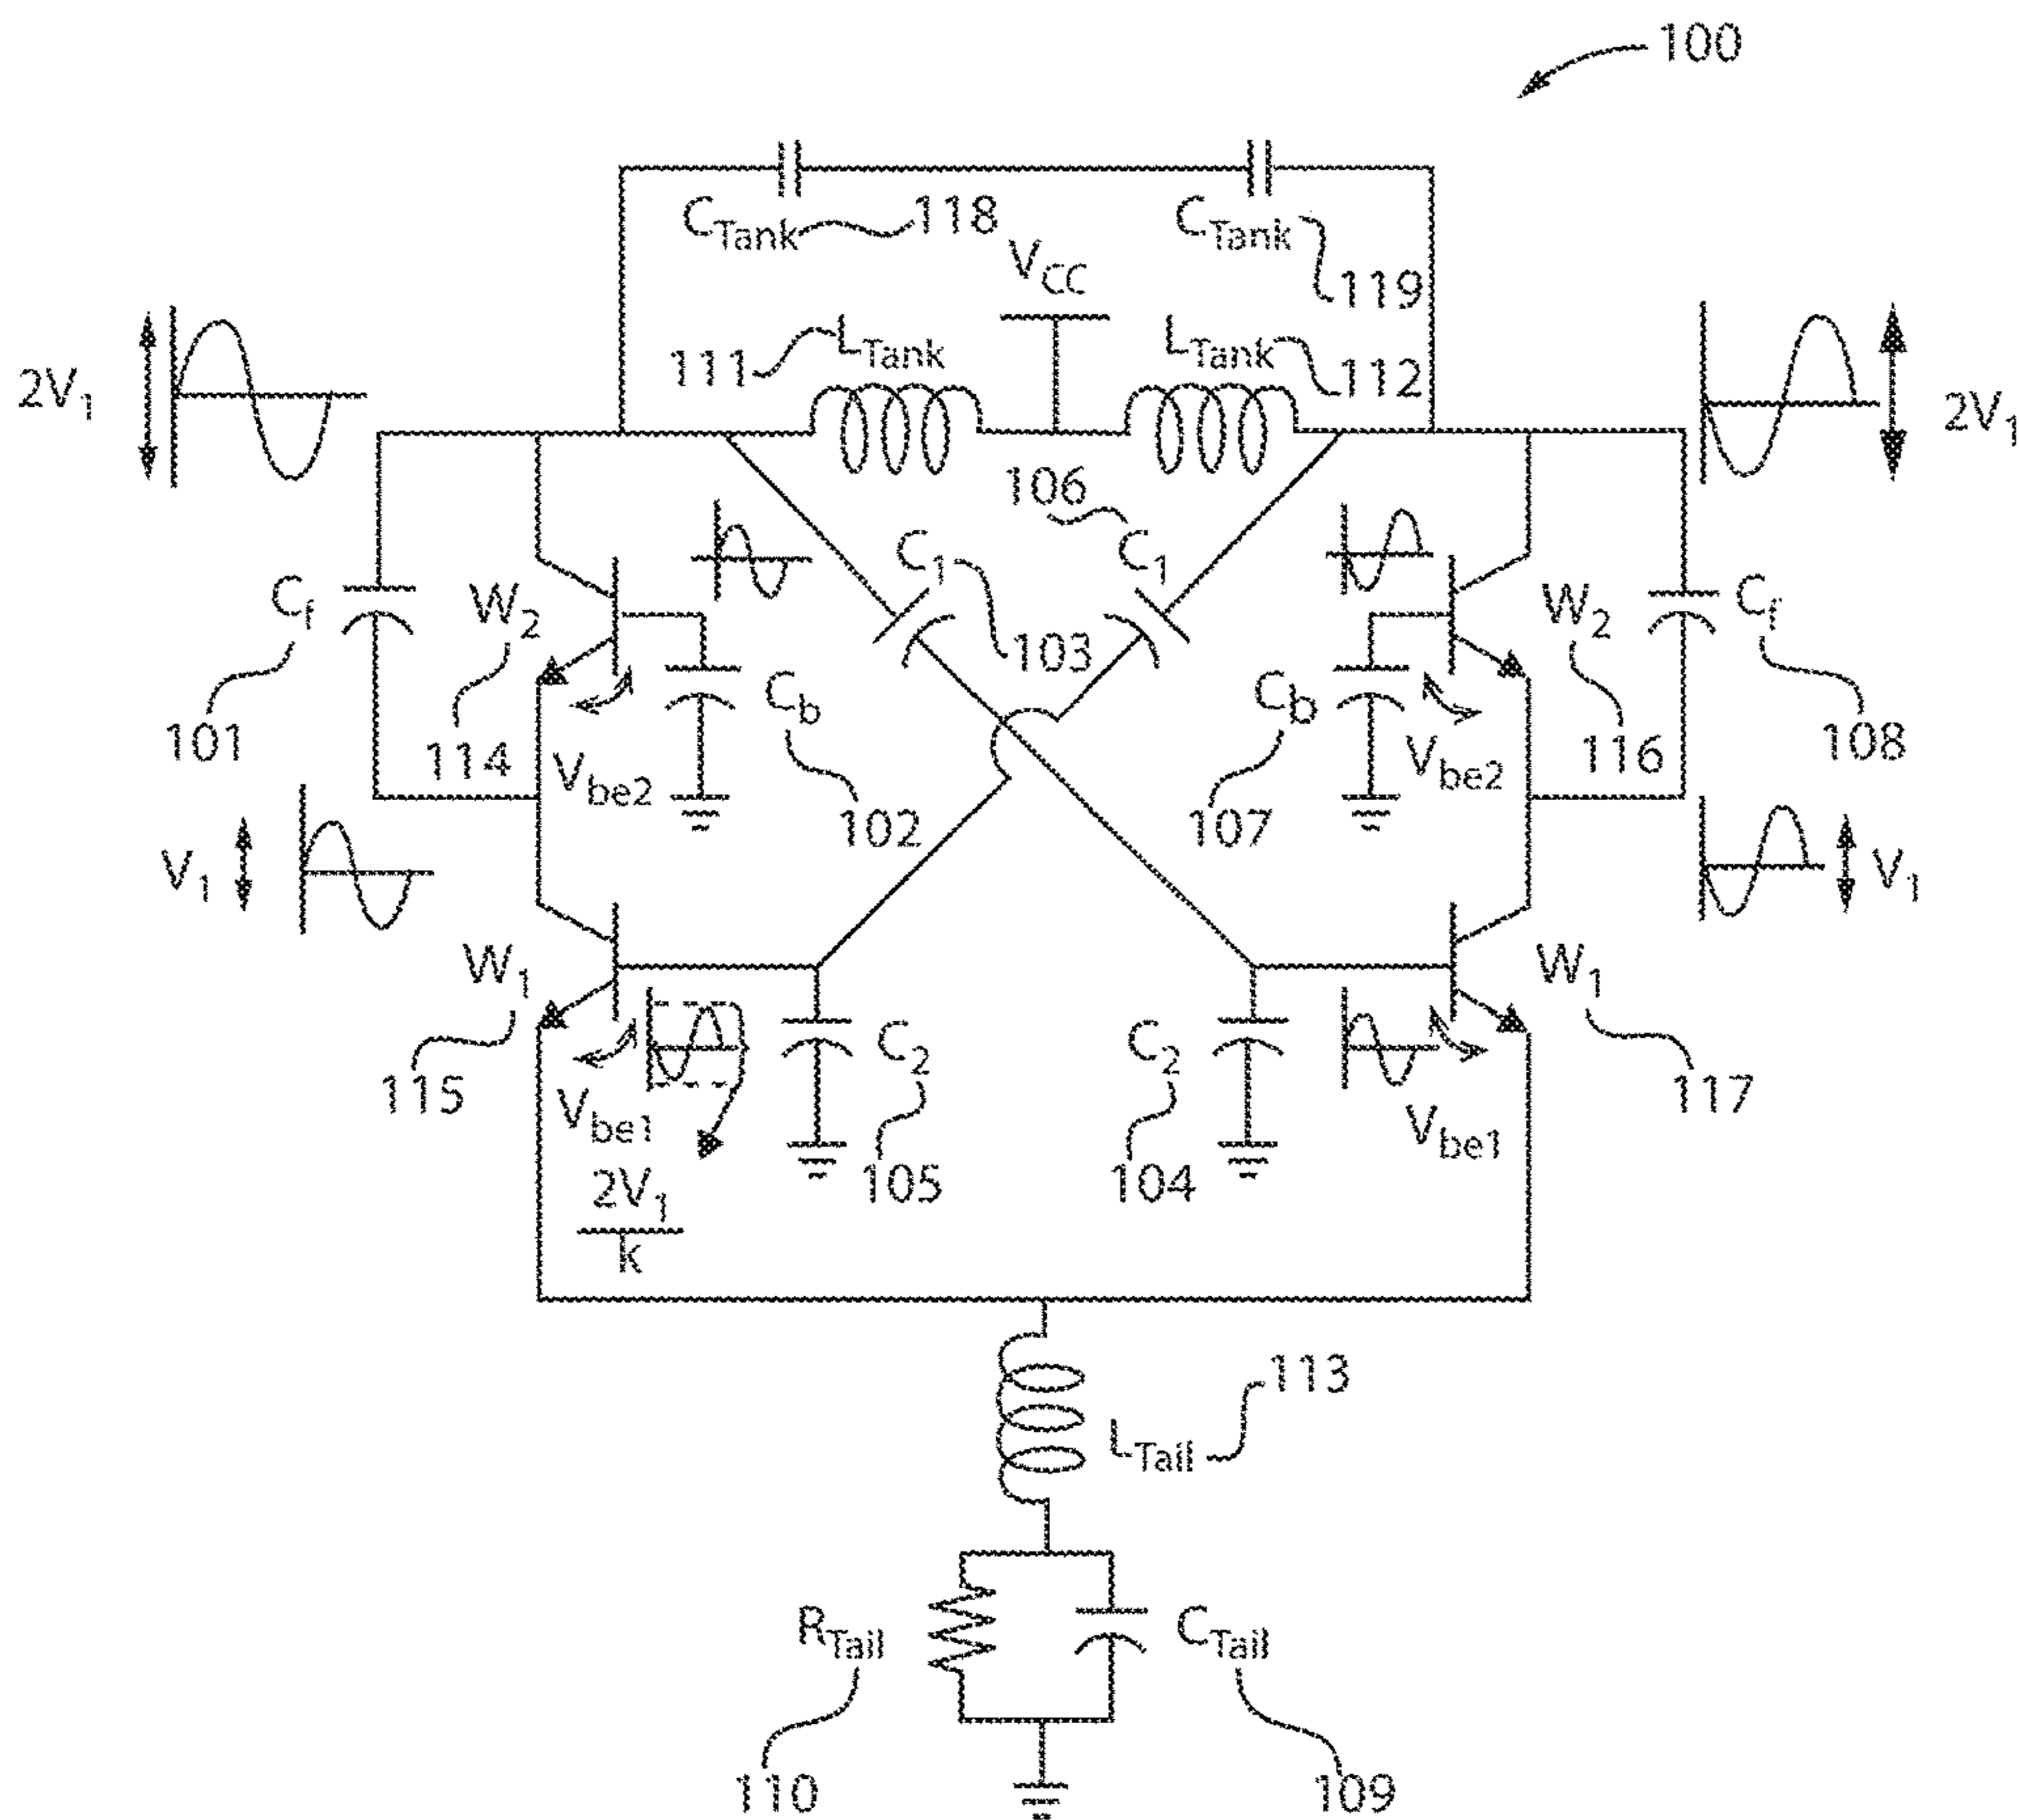 100
C_Tank 118
C_Tank 119
V_CC
111 L_Tank
L_Tank 112
2V_1
2V_1
106
C_1
C_1
103
C_f
W_2
W_2
C_f
101
114
V_be2
C_b
102
C_b
107
V_be2
116
108
V_1
V_1
W_1
W_1
115
V_be1
C_2
105
C_2
104
V_be1
117
2V_1
k
113
L_Tail
R_Tail
C_Tail
110
109